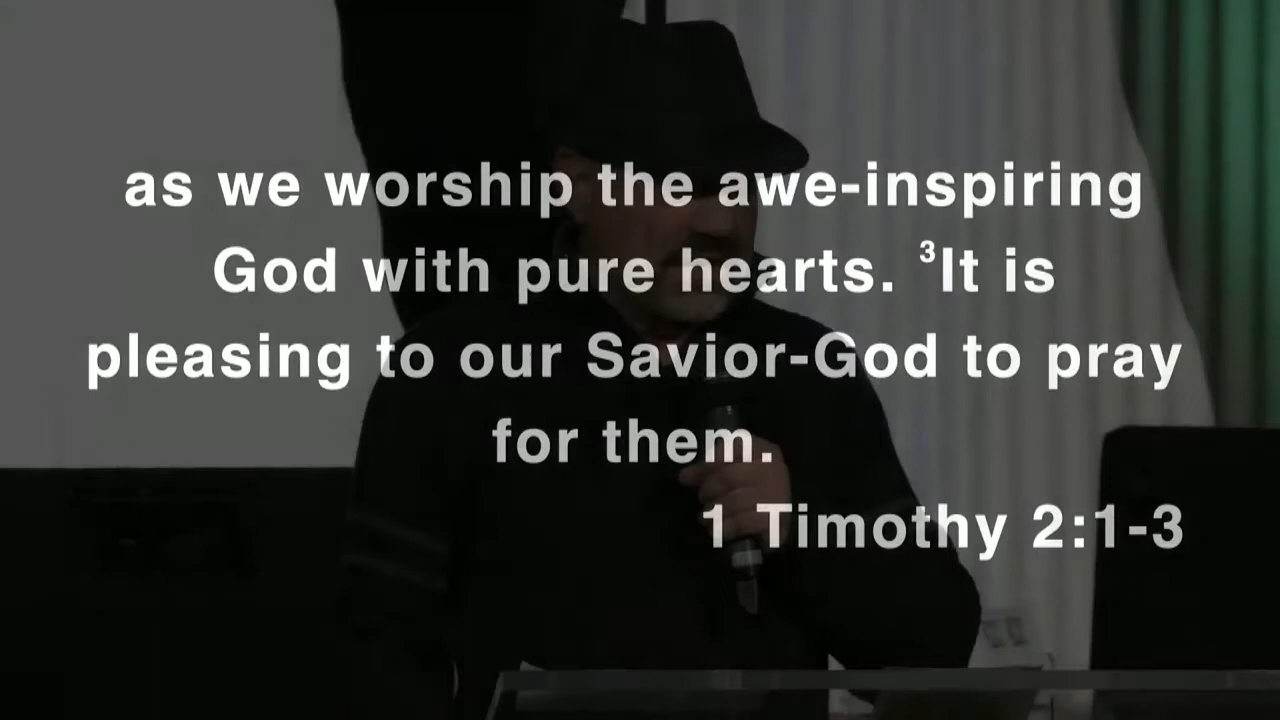 as we worship the awe-inspiring
God with pure hearts. ³It is
pleasing to our Savior-God to pray
for them.
1 Timothy 2:1-3